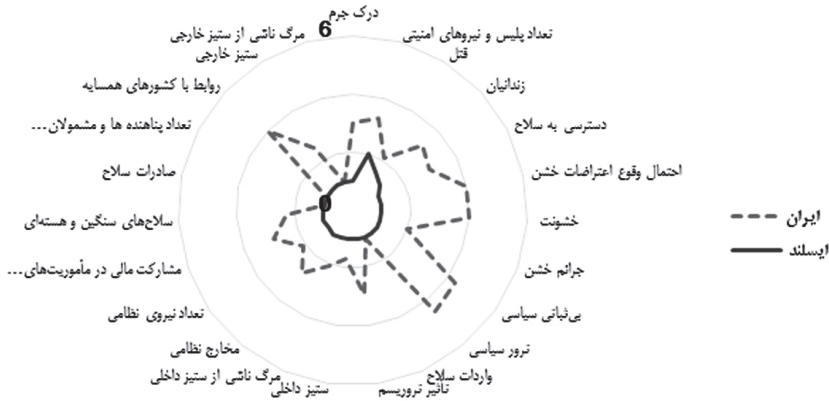 درک جرم
تعداد پلیس و نیروهای امنیتی
قتل
زندانیان
دسترسی به سلاح
احتمال وقوع اعتراضات خشن
خشونت
جرائم خشن
بی‌ثباتی سیاسی
ترور سیاسی
واردات سلاح
تاثیر تروریسم
ستیز داخلی
مرگ ناشی از ستیز داخلی
مخارج نظامی
تعداد نیروی نظامی
مشارکت مالی در مأموریت‌های...
سلاح‌های سنگین و هسته‌ای
صادرات سلاح
تعداد پناهنده ها و مشمولان...
روابط با کشورهای همسایه
ستیز خارجی
مرگ ناشی از ستیز خارجی
6
0
ایران
ایسلند